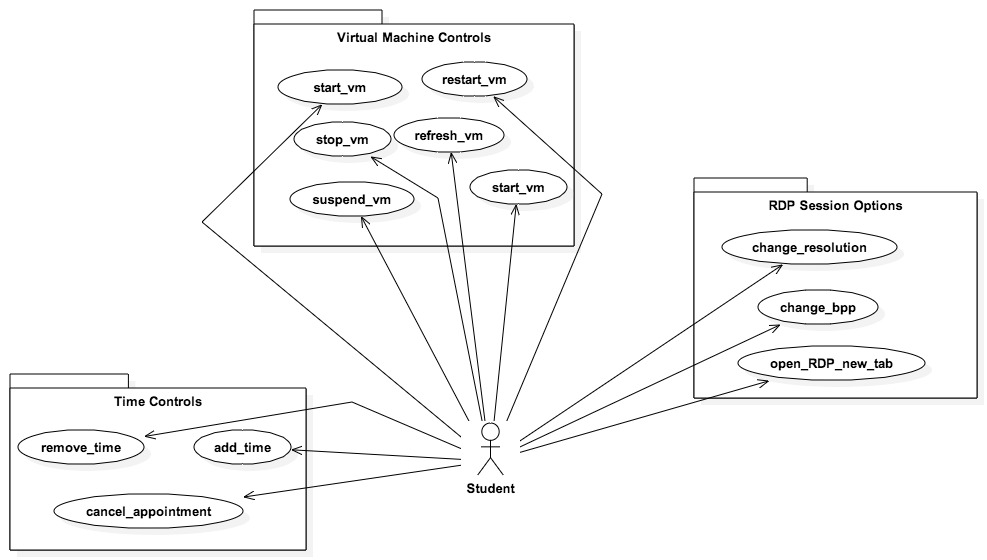 Virtual Machine Controls
start_vm
restart_vm
stop_vm
refresh_vm
start_vm
suspend_vm
RDP Session Options
change_resolution
change_bpp
open_RDP_new_tab
Time Controls
remove_time
add_time
cancel_appointment
Student